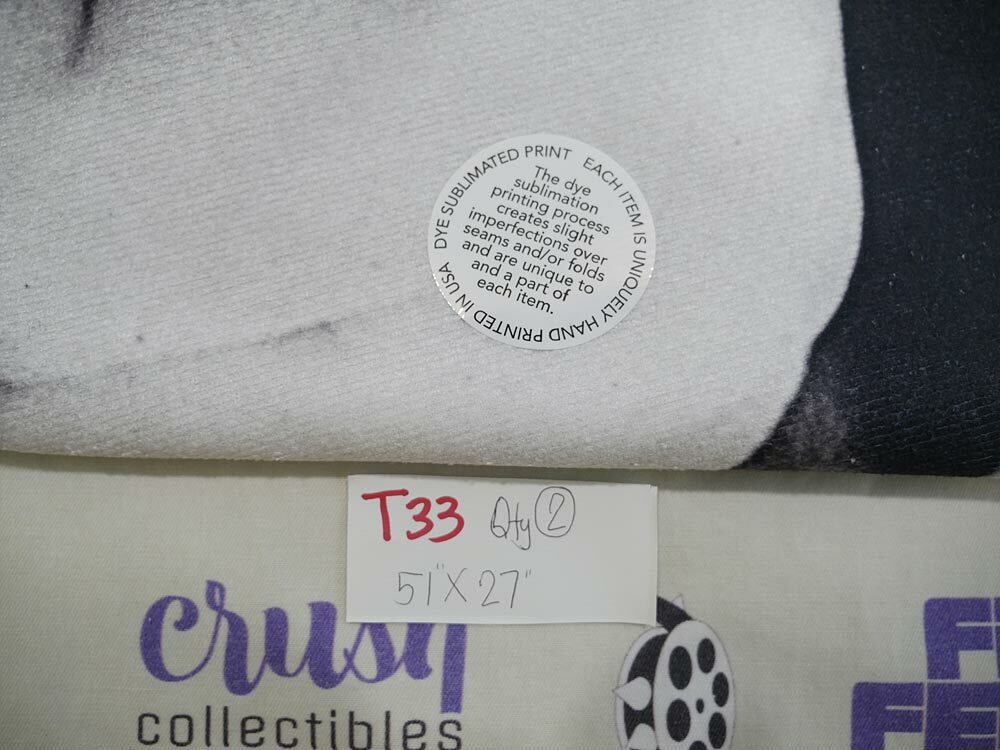 DYE SUBLIMATED PRINT EACH ITEM IS UNIQUELY HAND PRINTED IN USA
The dye
sublimation
printing process
creates slight
imperfections over
seams and/or folds
and are unique to
and a part of
each item.
T33 Qty 2
51" X 27"
crush
collectibles